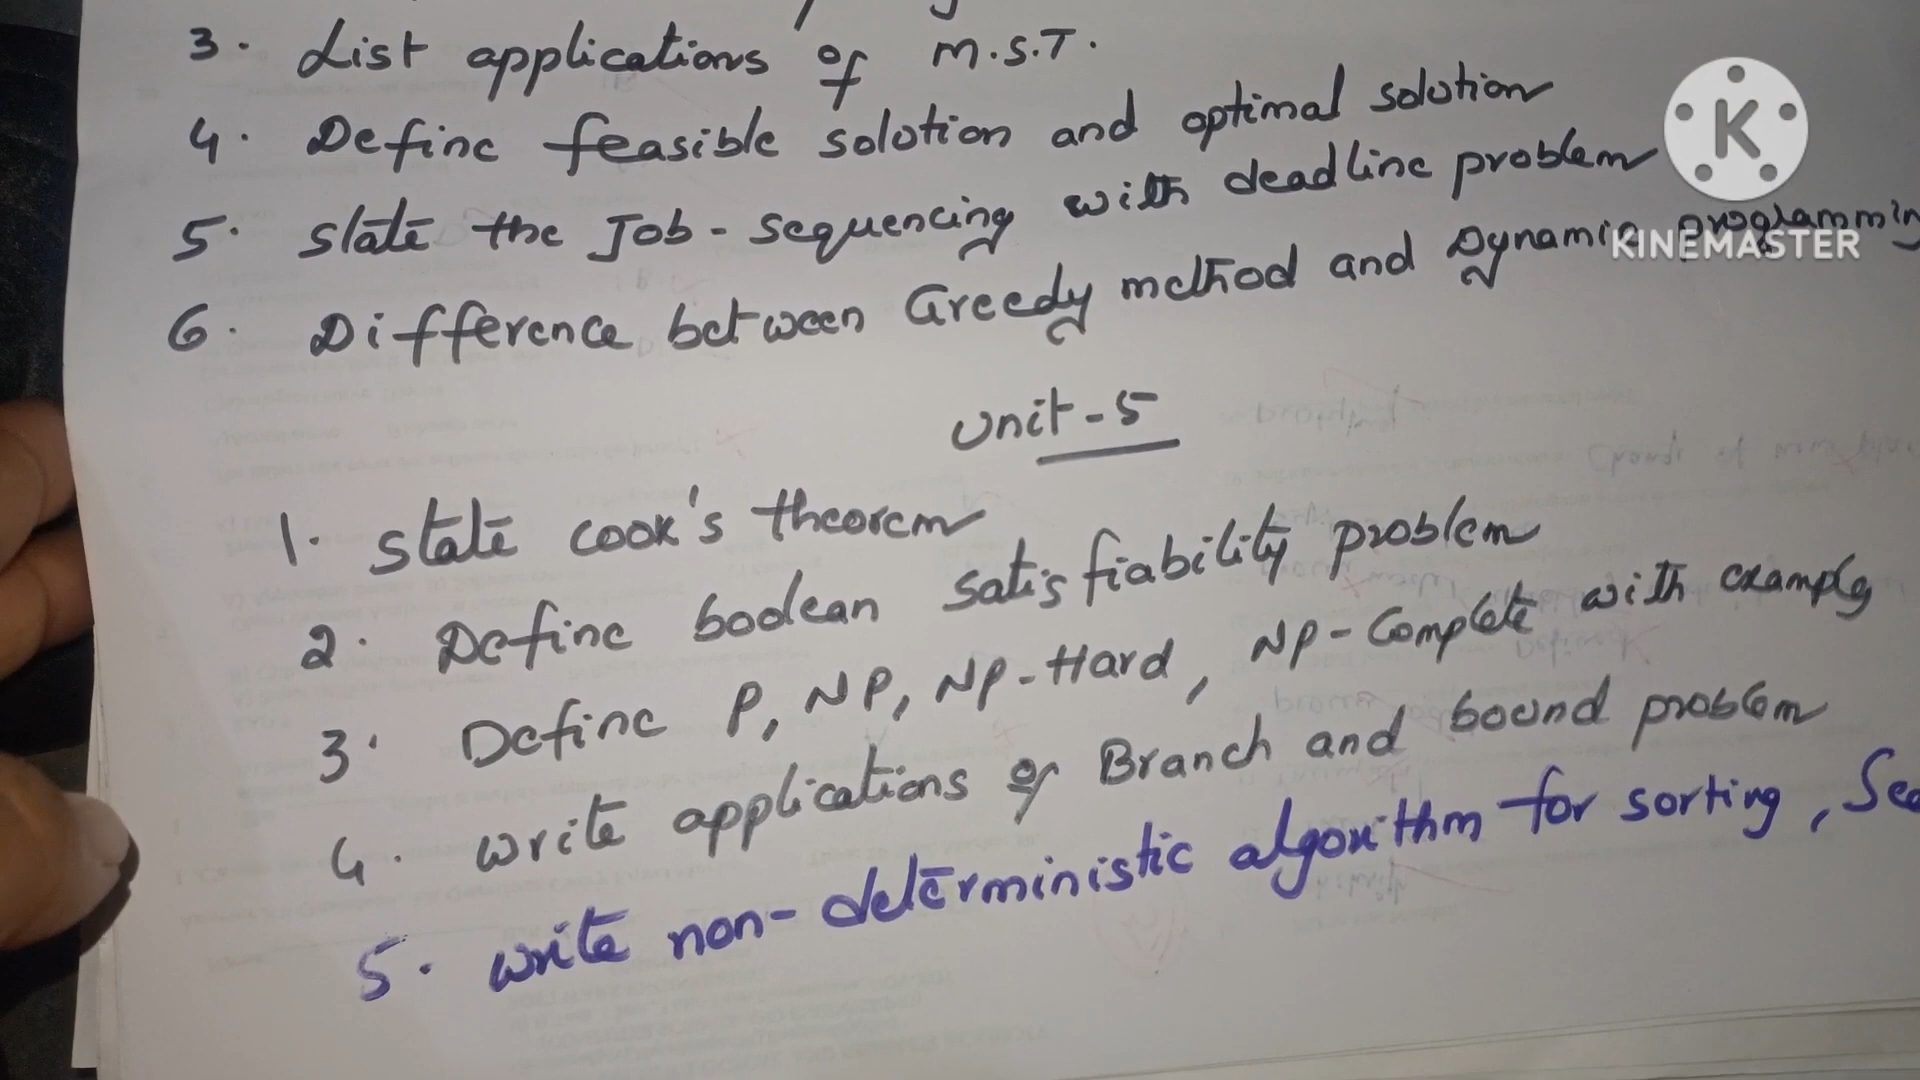 3. List applications of M.S.T.
4. Define feasible solution and optimal solution
5. State the Job-sequencing with deadline problem
6. Difference between Greedy method and Dynamic programmin
K
KINEMASTER
Unit-5
1. State cook's theorem
2. Define boolean satisfiability problem
3. Define P, NP, NP-Hard, NP-Complete with example
4. write applications of Branch and bound problem
5. write non-deterministic algorithm for sorting, Sea